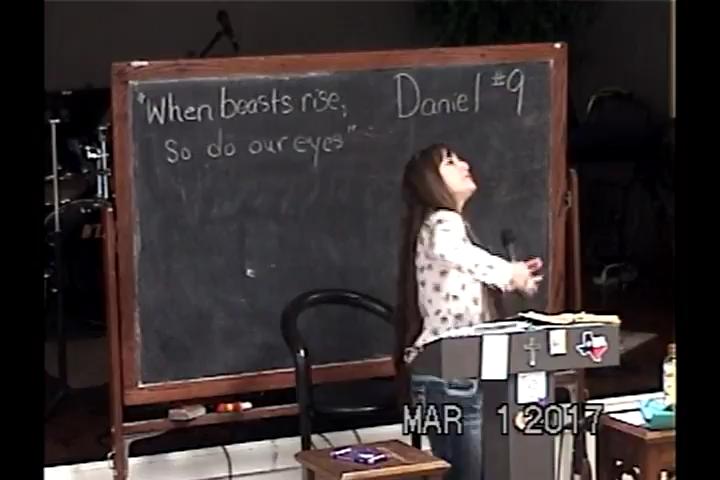 "When beasts rise,
So do our eyes"
Daniel #9
MAR  1 2017